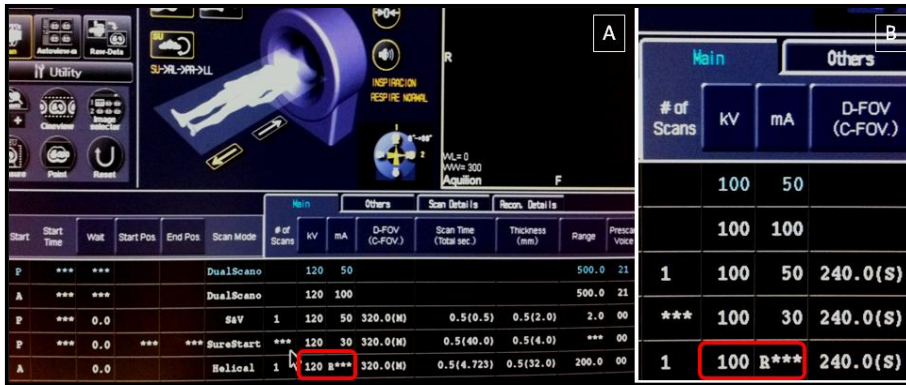 A
Autoview-m
Raw-Data
Utility
Cineview
Image
selector
Point
Reset
SU
SU->AL->PA->LL
INSPIRACION
RESPIRE NORMAL
R
WL= 0
WW= 300
Aquilion F
Main Others Scan Details Recon. Details
Start Start Time Wait Start Pos. End Pos. Scan Mode # of Scans kV mA D-FOV (C-FOV.) Scan Time (Total sec.) Thickness (mm) Range Voice
P *** *** DualScano 120 50 500.0 21
A *** *** DualScano 120 100 500.0 21
P *** 0.0 S&V 1 120 50 320.0(M) 0.5(0.5) 0.5(2.0) 2.0 00
P *** 0.0 *** *** SureStart *** 120 30 320.0(M) 0.5(40.0) 0.5(4.0) *** 00
A 0.0 Helical 1 120 R*** 320.0(M) 0.5(4.723) 0.5(32.0) 200.0 00
B
Main Others
# of Scans kV mA D-FOV (C-FOV.)
100 50
100 100
1 100 50 240.0(S)
*** 100 30 240.0(S)
1 100 R*** 240.0(S)